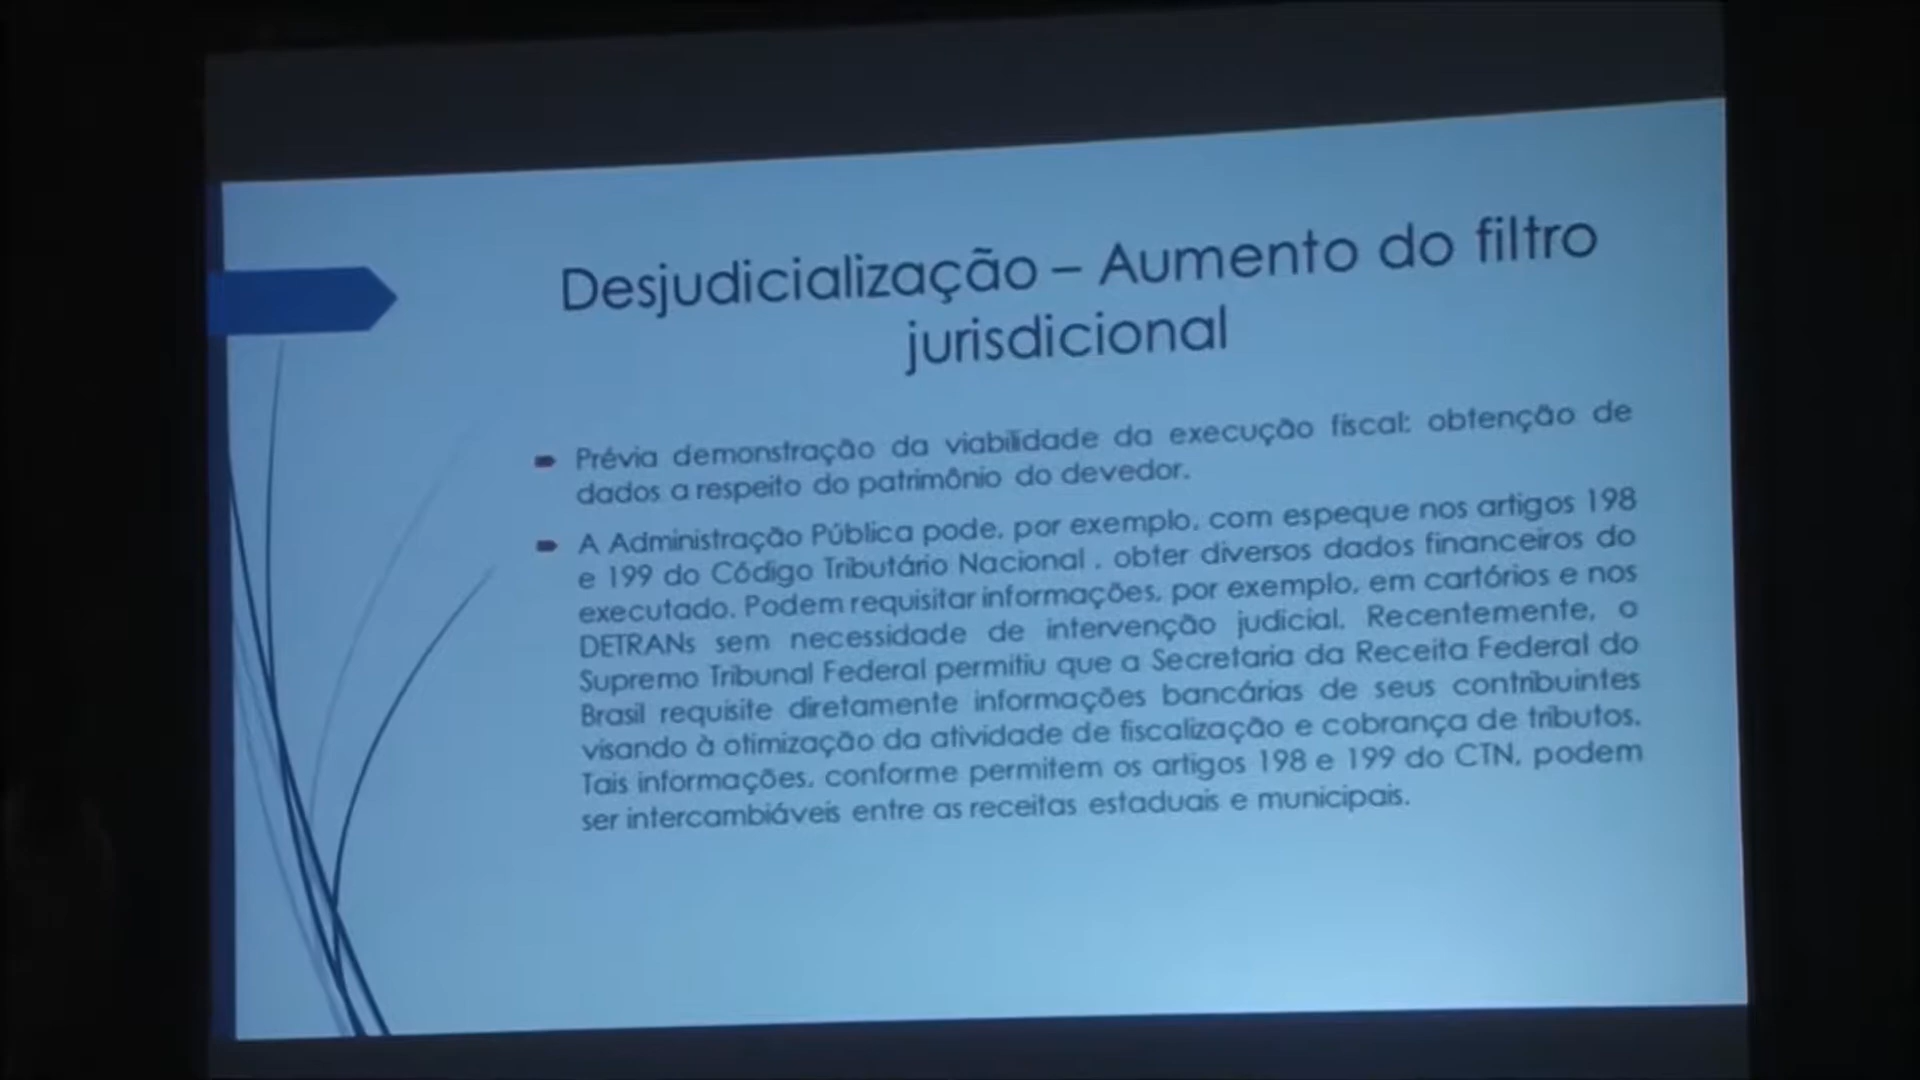 Desjudicialização – Aumento do filtro
jurisdicional
Prévia demonstração da viabilidade da execução fiscal: obtenção de
dados a respeito do patrimônio do devedor.
A Administração Pública pode, por exemplo, com espeque nos artigos 198
e 199 do Código Tributário Nacional , obter diversos dados financeiros do
executado. Podem requisitar informações, por exemplo, em cartórios e nos
DETRANs sem necessidade de intervenção judicial. Recentemente, o
Supremo Tribunal Federal permitiu que a Secretaria da Receita Federal do
Brasil requisite diretamente informações bancárias de seus contribuintes
visando à otimização da atividade de fiscalização e cobrança de tributos.
Tais informações, conforme permitem os artigos 198 e 199 do CTN, podem
ser intercambiáveis entre as receitas estaduais e municipais.